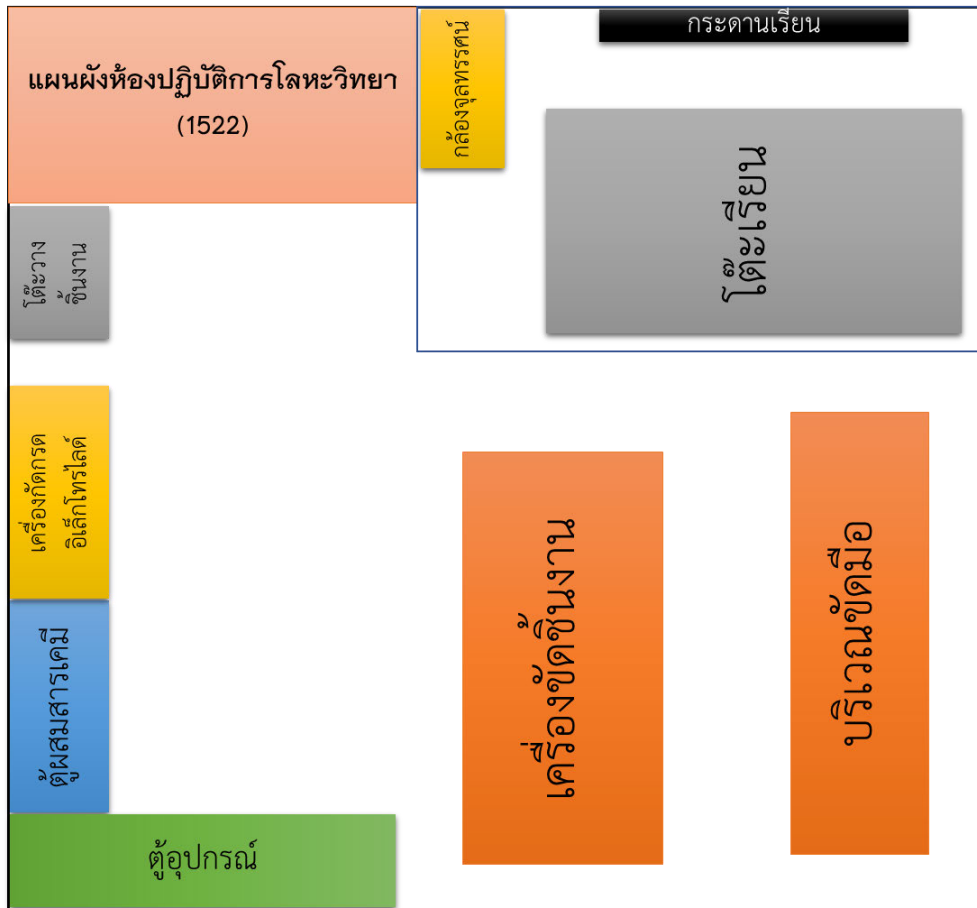 แผนผังห้องปฏิบัติการโลหะวิทยา
(1522)
กล้องจุลทรรศน์
กระดานเรียน
โต๊ะเรียน
โต๊ะวาง
ชิ้นงาน
เครื่องกัดกรด
อิเล็กโทรไลต์
ตู้ผสมสารเคมี
ตู้อุปกรณ์
เครื่องขัดชิ้นงาน
บริเวณขัดมือ